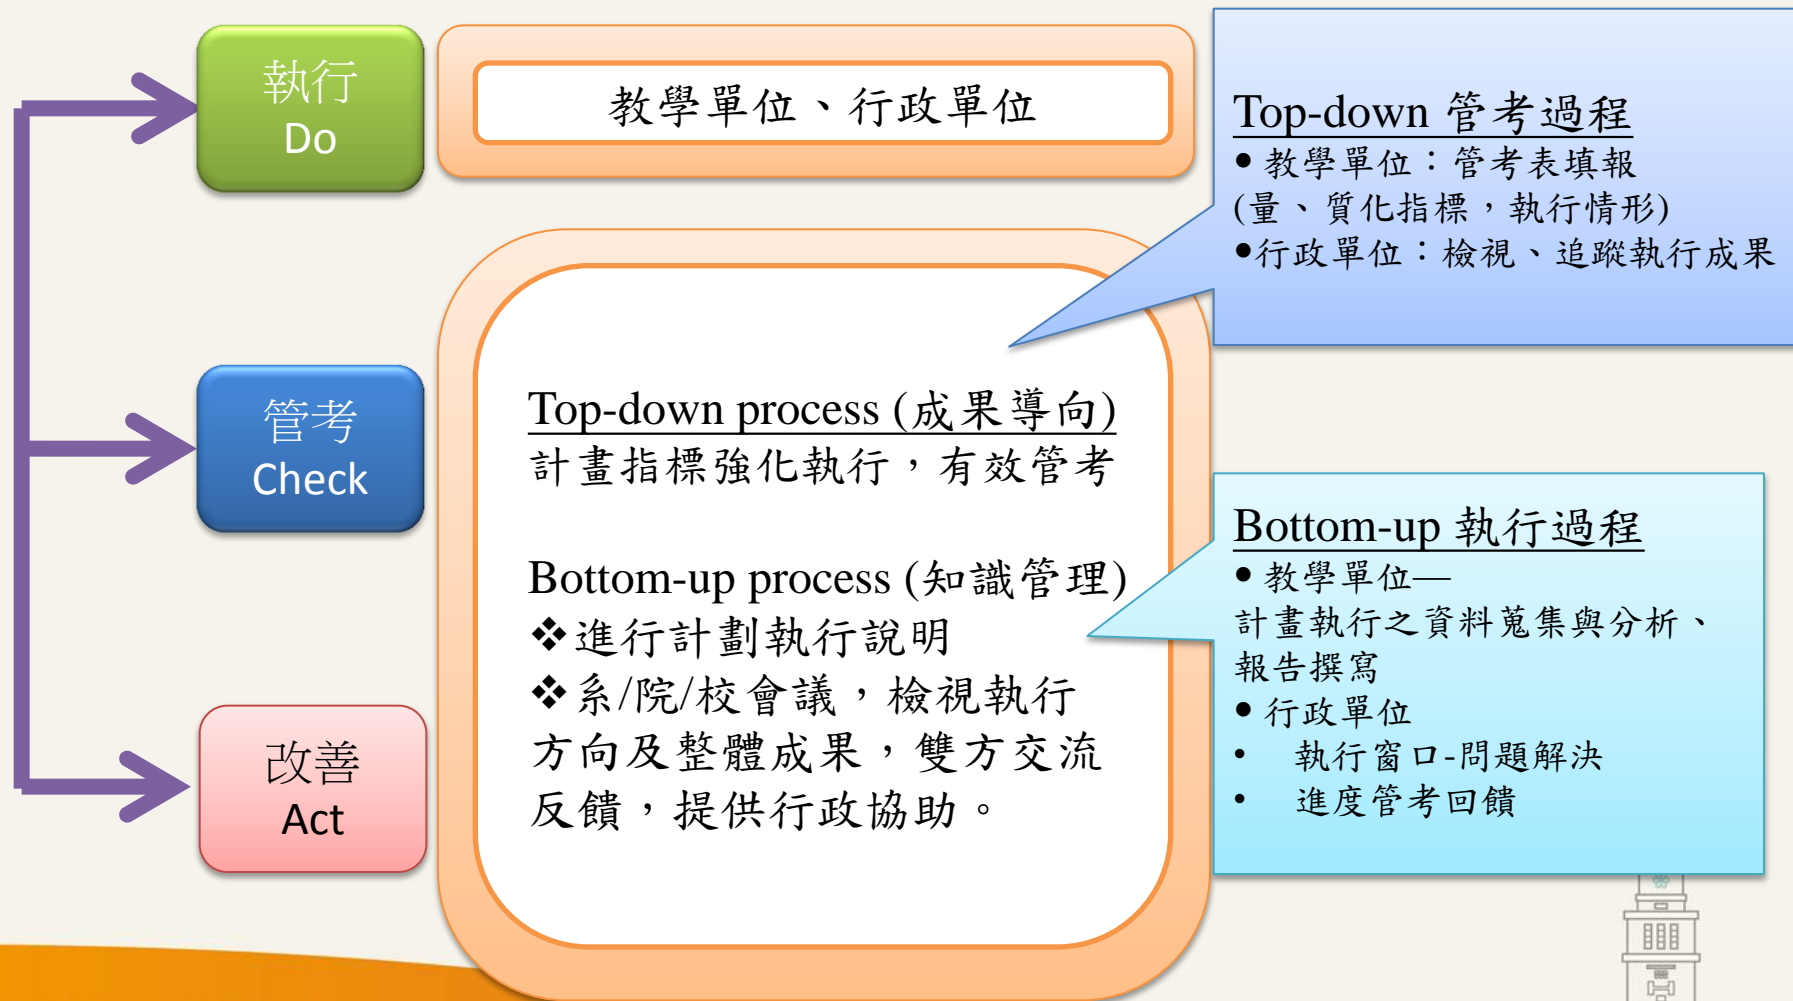 執行
Do
教學單位、行政單位
Top-down 管考過程
● 教學單位：管考表填報
(量、質化指標，執行情形)
●行政單位：檢視、追蹤執行成果
管考
Check
Top-down process (成果導向)
計畫指標強化執行，有效管考
Bottom-up process (知識管理)
❖進行計劃執行說明
❖系/院/校會議，檢視執行
方向及整體成果，雙方交流
反饋，提供行政協助。
Bottom-up 執行過程
● 教學單位—
計畫執行之資料蒐集與分析、
報告撰寫
● 行政單位
• 執行窗口-問題解決
• 進度管考回饋
改善
Act